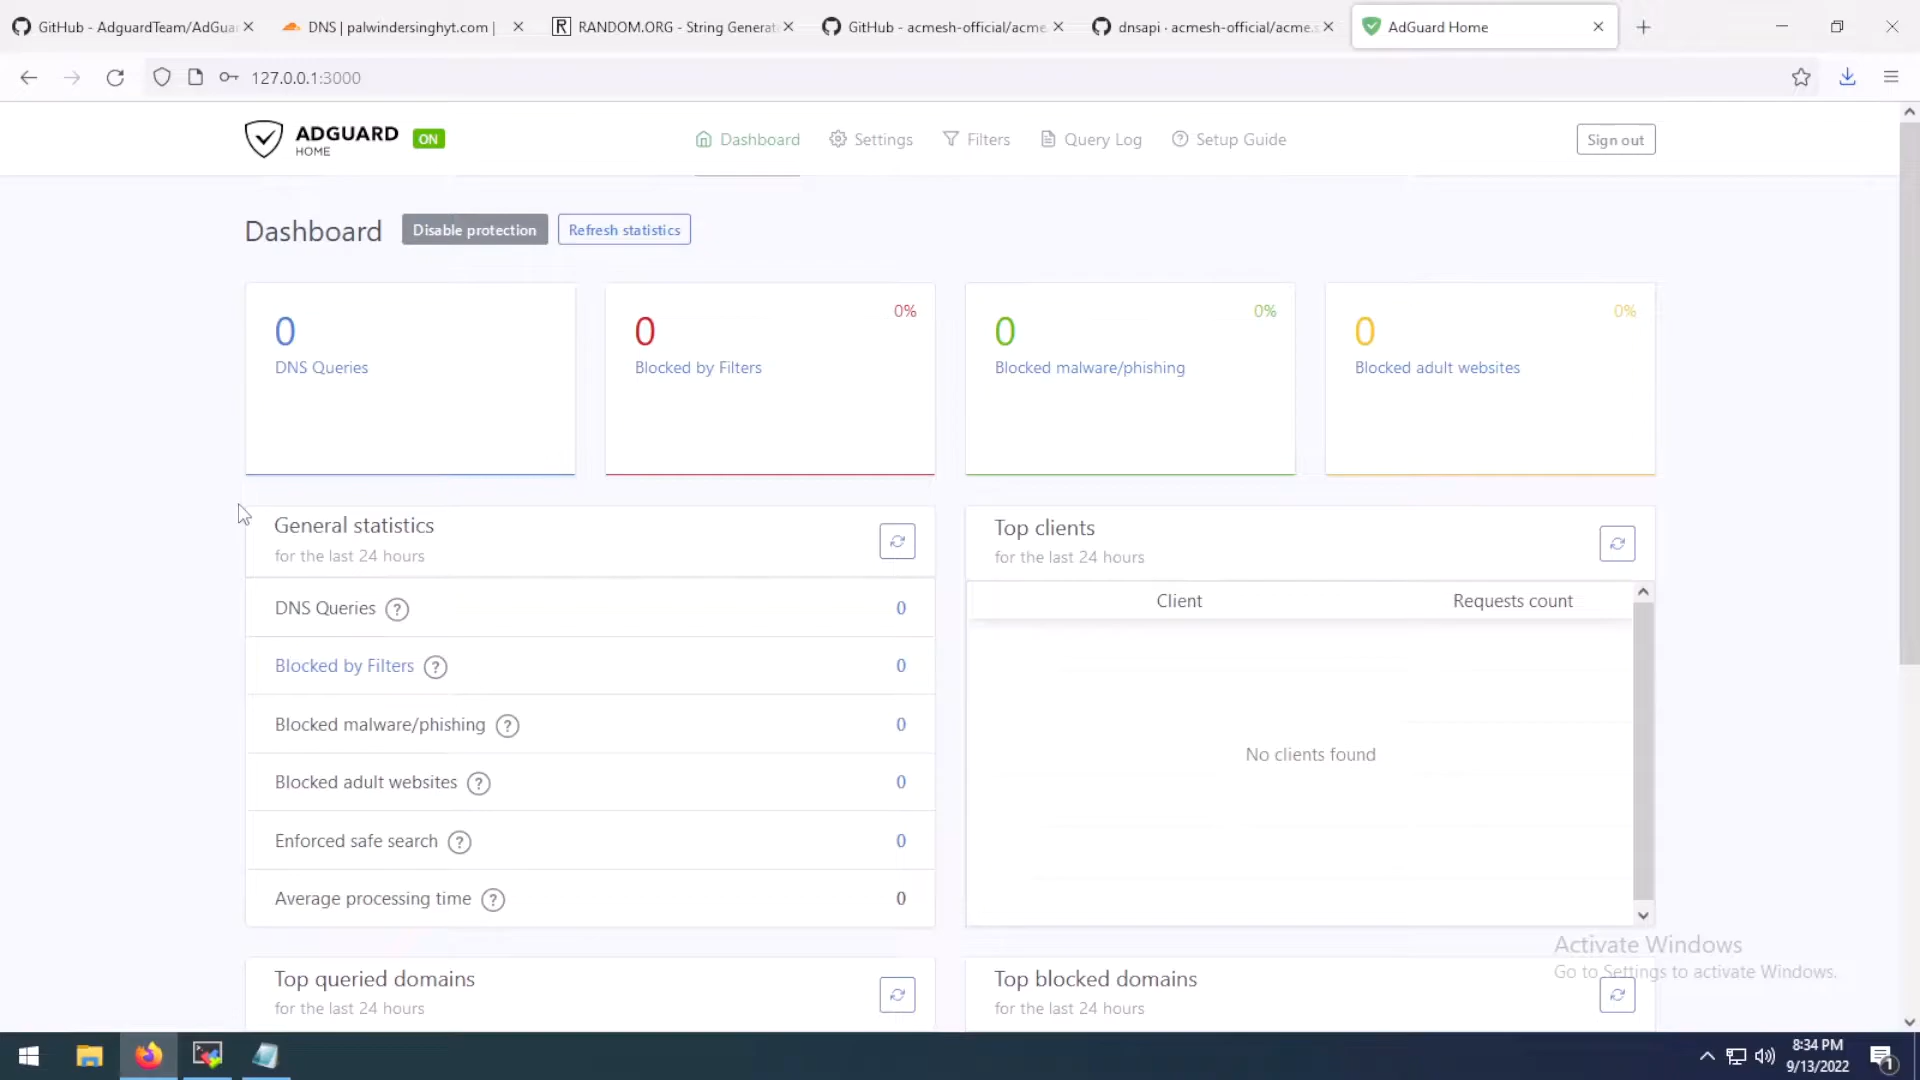 GitHub - AdguardTeam/AdGua
DNS | palwindersinghyt.com |
RANDOM.ORG - String Generat
GitHub - acmesh-official/acme.
dnsapi · acmesh-official/acme.s
AdGuard Home
127.0.0.1:3000
ADGUARD
HOME
ON
Dashboard
Settings
Filters
Query Log
Setup Guide
Sign out
Dashboard
Disable protection
Refresh statistics
0
DNS Queries
0%
0
Blocked by Filters
0%
0
Blocked malware/phishing
0%
0
Blocked adult websites
General statistics
for the last 24 hours
DNS Queries ? 0
Blocked by Filters ? 0
Blocked malware/phishing ? 0
Blocked adult websites ? 0
Enforced safe search ? 0
Average processing time ? 0
Top clients
for the last 24 hours
Client Requests count
No clients found
Top queried domains
for the last 24 hours
Top blocked domains
for the last 24 hours
Activate Windows
Go to Settings to activate Windows.
8:34 PM
9/13/2022
1